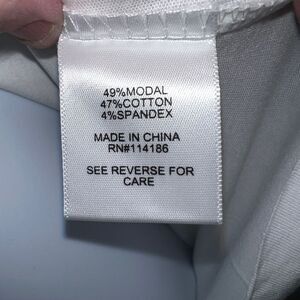 49%MODAL
47%COTTON
4%SPANDEX
MADE IN CHINA
RN#114186
SEE REVERSE FOR
CARE